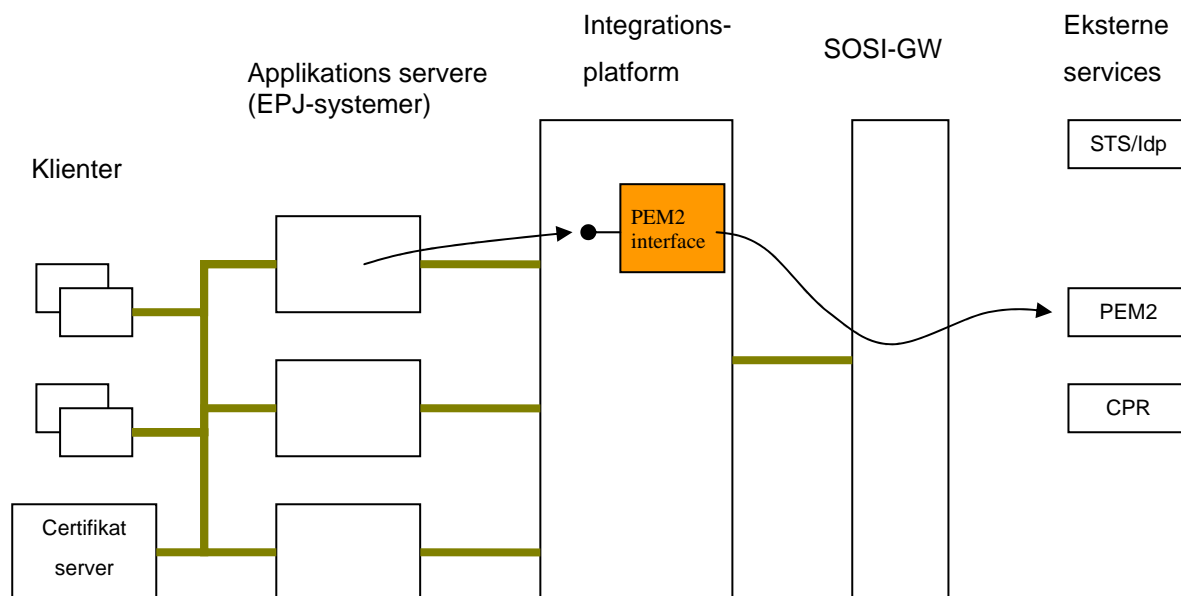 Klienter
Applikations servere
(EPJ-systemer)
Integrations-
platform
SOSI-GW
Eksterne
services
STS/Idp
PEM2
interface
PEM2
CPR
Certifikat
server